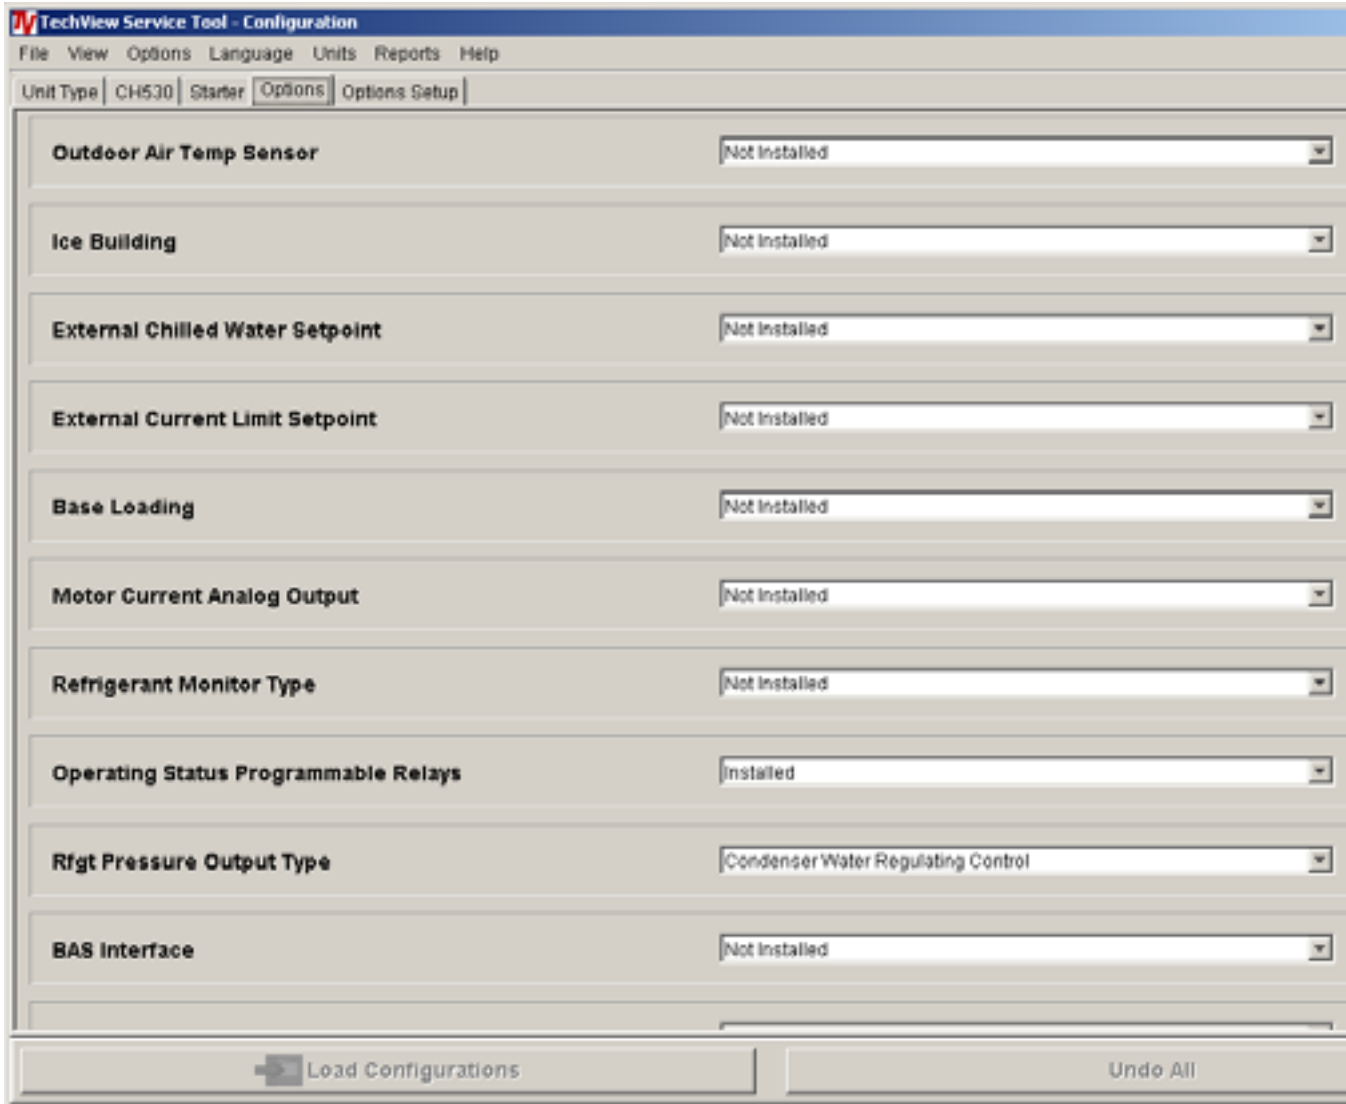 TechView Service Tool - Configuration
File View Options Language Units Reports Help
Unit Type CH530 Starter Options Options Setup
Outdoor Air Temp Sensor Not Installed
Ice Building Not Installed
External Chilled Water Setpoint Not Installed
External Current Limit Setpoint Not Installed
Base Loading Not Installed
Motor Current Analog Output Not Installed
Refrigerant Monitor Type Not Installed
Operating Status Programmable Relays Installed
Rfgt Pressure Output Type Condenser Water Regulating Control
BAS Interface Not Installed
Load Configurations Undo All